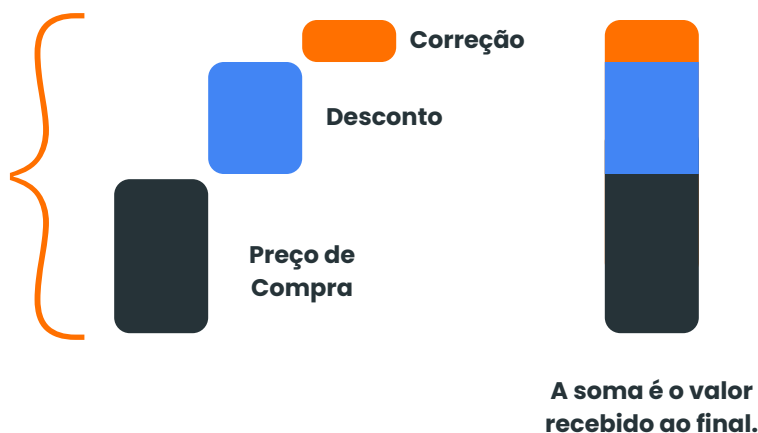 Correção
Desconto
Preço de
Compra
A soma é o valor
recebido ao final.